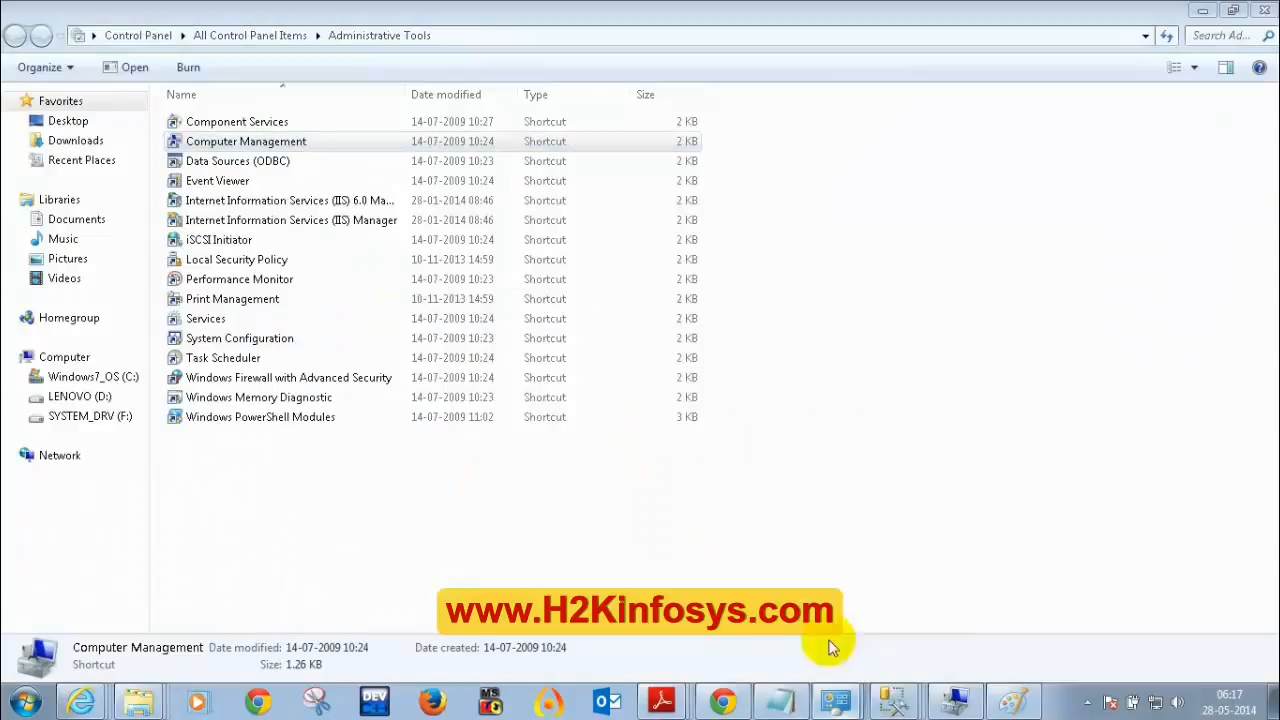 Control Panel ▸ All Control Panel Items ▸ Administrative Tools
Search Ad...
Organize ▾ Open Burn
Name Date modified Type Size
Favorites
Desktop
Downloads
Recent Places
Libraries
Documents
Music
Pictures
Videos
Homegroup
Computer
Windows7_OS (C:)
LENOVO (D:)
SYSTEM_DRV (F:)
Network
Component Services 14-07-2009 10:27 Shortcut 2 KB
Computer Management 14-07-2009 10:24 Shortcut 2 KB
Data Sources (ODBC) 14-07-2009 10:23 Shortcut 2 KB
Event Viewer 14-07-2009 10:24 Shortcut 2 KB
Internet Information Services (IIS) 6.0 Ma... 28-01-2014 08:46 Shortcut 2 KB
Internet Information Services (IIS) Manager 28-01-2014 08:46 Shortcut 2 KB
iSCSI Initiator 14-07-2009 10:24 Shortcut 2 KB
Local Security Policy 10-11-2013 14:59 Shortcut 2 KB
Performance Monitor 14-07-2009 10:23 Shortcut 2 KB
Print Management 10-11-2013 14:59 Shortcut 2 KB
Services 14-07-2009 10:24 Shortcut 2 KB
System Configuration 14-07-2009 10:23 Shortcut 2 KB
Task Scheduler 14-07-2009 10:24 Shortcut 2 KB
Windows Firewall with Advanced Security 14-07-2009 10:24 Shortcut 2 KB
Windows Memory Diagnostic 14-07-2009 10:23 Shortcut 2 KB
Windows PowerShell Modules 14-07-2009 11:02 Shortcut 3 KB
www.H2Kinfosys.com
Computer Management Date modified: 14-07-2009 10:24 Date created: 14-07-2009 10:24
Shortcut Size: 1.26 KB
DEV
MS
06:17
28-05-2014